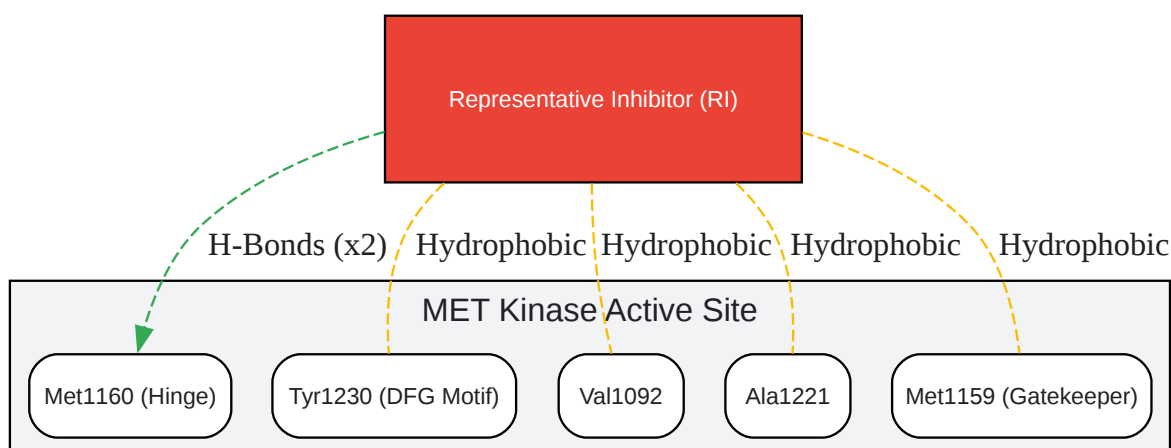 Representative Inhibitor (RI)
H-Bonds (x2) Hydrophobic Hydrophobic Hydrophobic Hydrophobic
MET Kinase Active Site
Met1160 (Hinge) Tyr1230 (DFG Motif) Val1092 Ala1221 Met1159 (Gatekeeper)